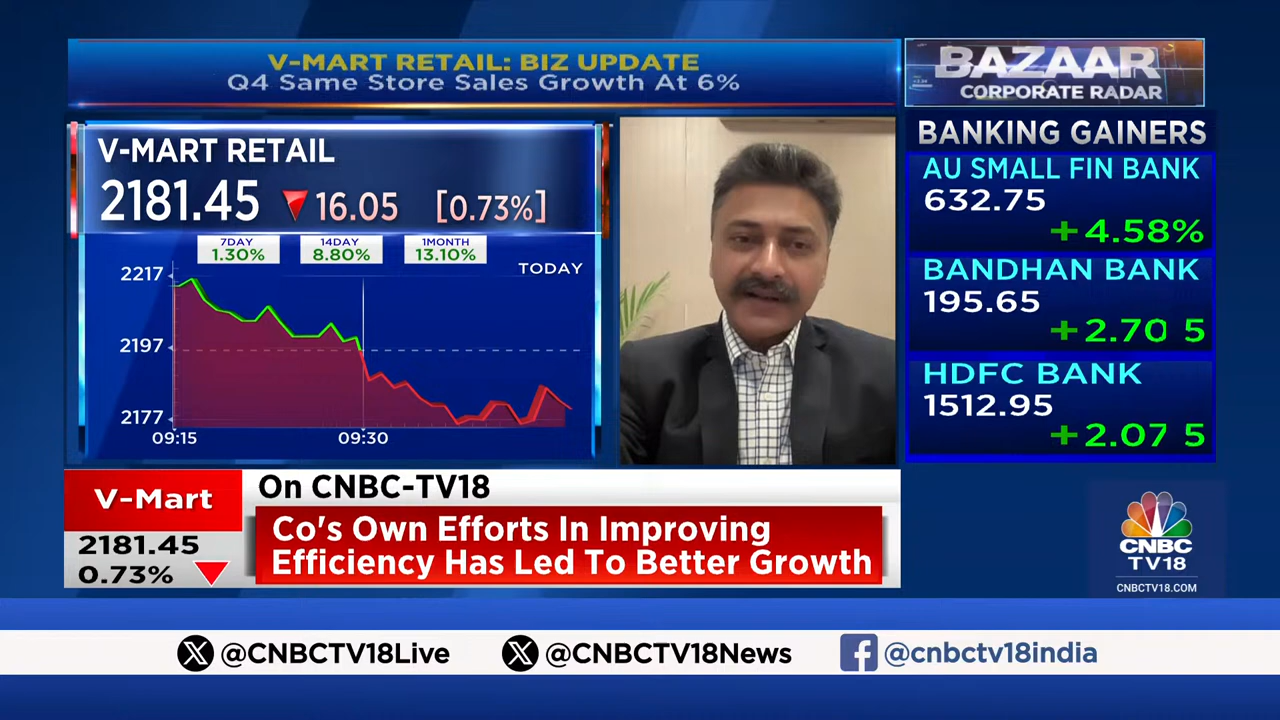 V-MART RETAIL: BIZ UPDATE
Q4 Same Store Sales Growth At 6%
BAZAAR
CORPORATE RADAR
V-MART RETAIL
2181.45 ▼ 16.05 [0.73%]
7DAY
1.30%
14DAY
8.80%
1MONTH
13.10%
TODAY
2217
2197
2177
09:15
09:30
BANKING GAINERS
AU SMALL FIN BANK
632.75
+4.58%
BANDHAN BANK
195.65
+2.70 5
HDFC BANK
1512.95
+2.07 5
V-Mart
2181.45
0.73% ▼
On CNBC-TV18
Co's Own Efforts In Improving
Efficiency Has Led To Better Growth
CNBC
TV18
CNBCTV18.COM
@CNBCTV18Live
@CNBCTV18News
@cnbctv18india